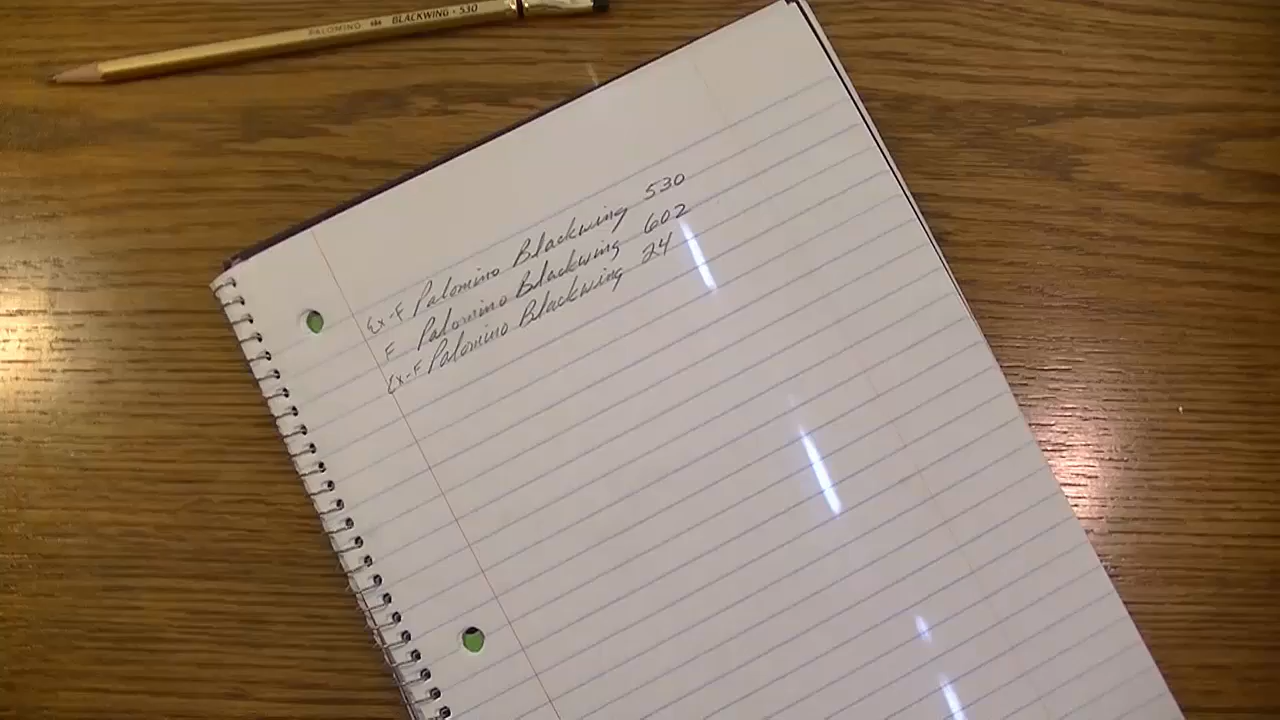 PALOMINO BLACKWING · 530
Ex-F Palomino Blackwing 530
F Palomino Blackwing 602
Ex-F Palomino Blackwing 24